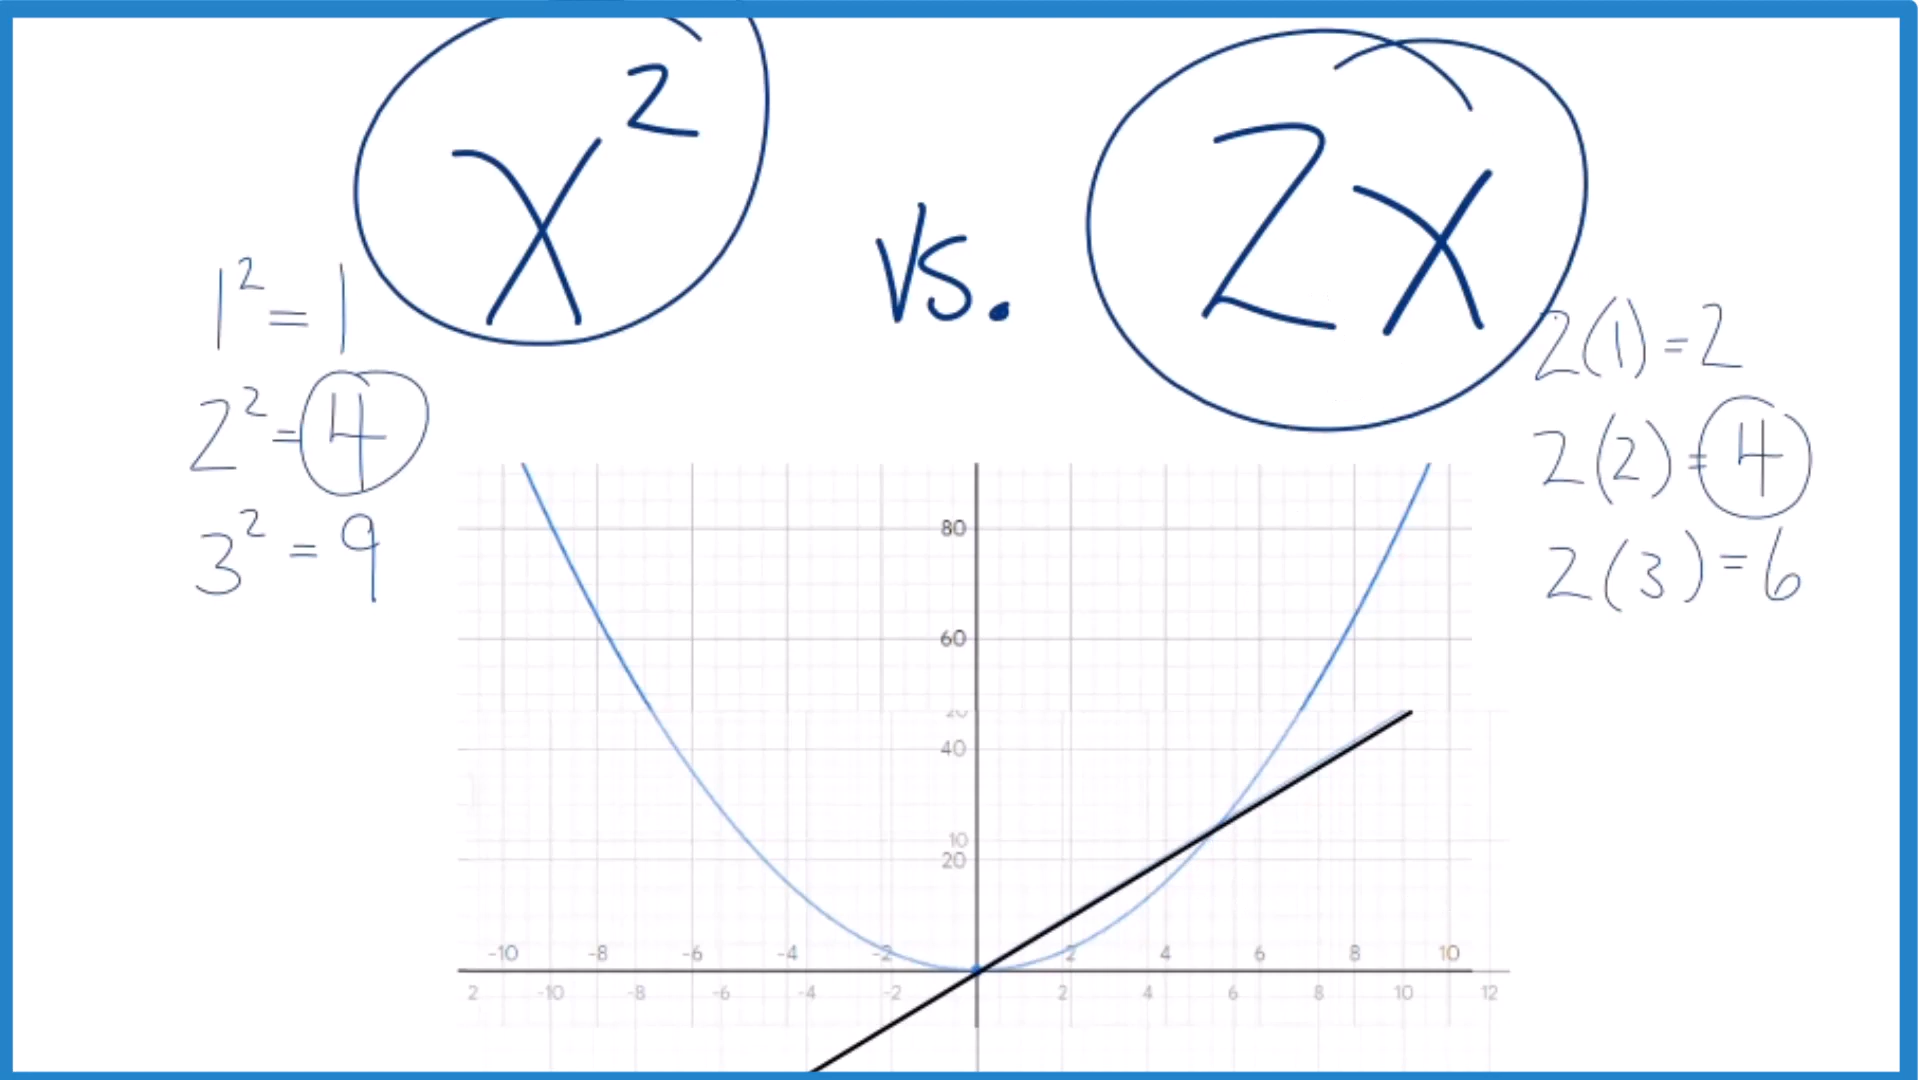 x² vs. 2x
1² = 1
2² = 4
3² = 9
2(1) = 2
2(2) = 4
2(3) = 6
80
60
20
40
10
20
-10 -8 -6 -4 -2 2 4 6 8 10
2 -10 -8 -6 -4 -2 2 4 6 8 10 12